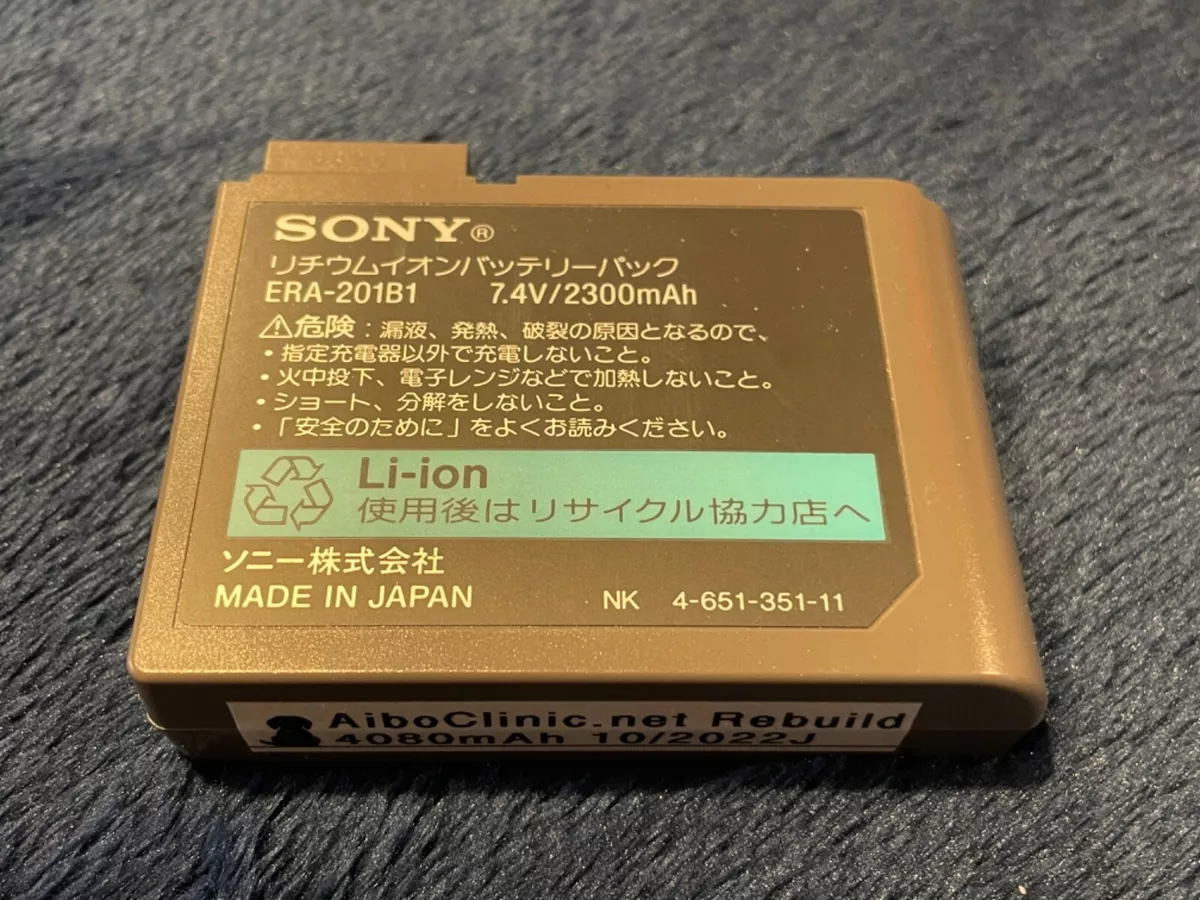 SONY®
リチウムイオンバッテリーパック
ERA-201B1 7.4V/2300mAh
⚠危険：漏液、発熱、破裂の原因となるので、
・指定充電器以外で充電しないこと。
・火中投下、電子レンジなどで加熱しないこと。
・ショート、分解をしないこと。
・「安全のために」をよくお読みください。
Li-ion
使用後はリサイクル協力店へ
ソニー株式会社
MADE IN JAPAN NK 4-651-351-11
AiboClinic.net Rebuild
4080mAh 10/2022J